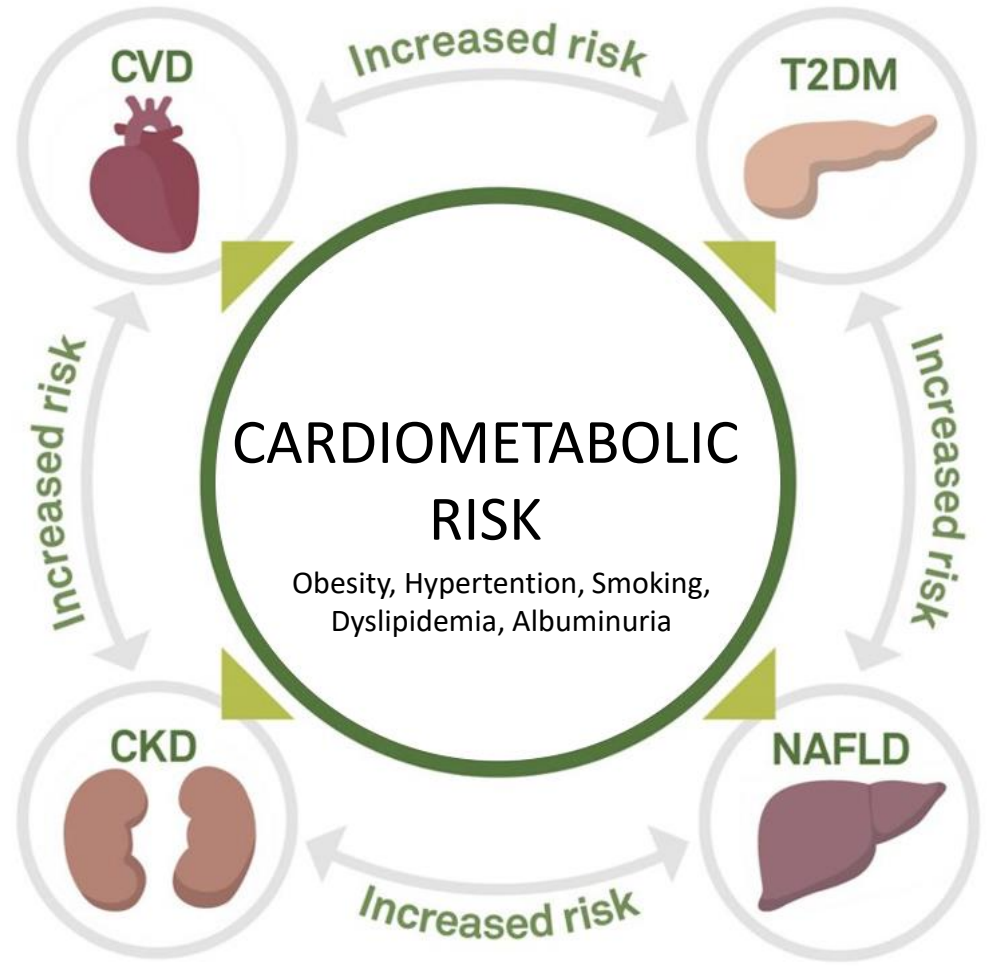 CVD
Increased risk
T2DM
Increased risk
Increased risk
CARDIOMETABOLIC
RISK
Obesity, Hypertention, Smoking,
Dyslipidemia, Albuminuria
CKD
NAFLD
Increased risk